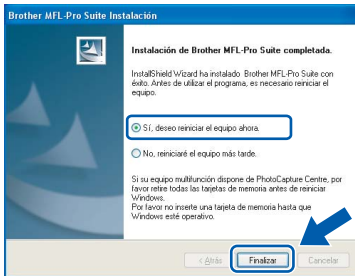 Brother MFL-Pro Suite Instalación
Instalación de Brother MFL-Pro Suite completada.
InstallShield Wizard ha instalado Brother MFL-Pro Suite con
éxito. Antes de utilizar el programa, es necesario reiniciar el
equipo.
Sí, deseo reiniciar el equipo ahora.
No, reiniciaré el equipo más tarde.
Si su equipo multifunción dispone de PhotoCapture Centre, por
favor retire todas las tarjetas de memoria antes de reiniciar
Windows.
Por favor no inserte una tarjeta de memoria hasta que
Windows esté operativo.
< Atrás
Finalizar
Cancelar